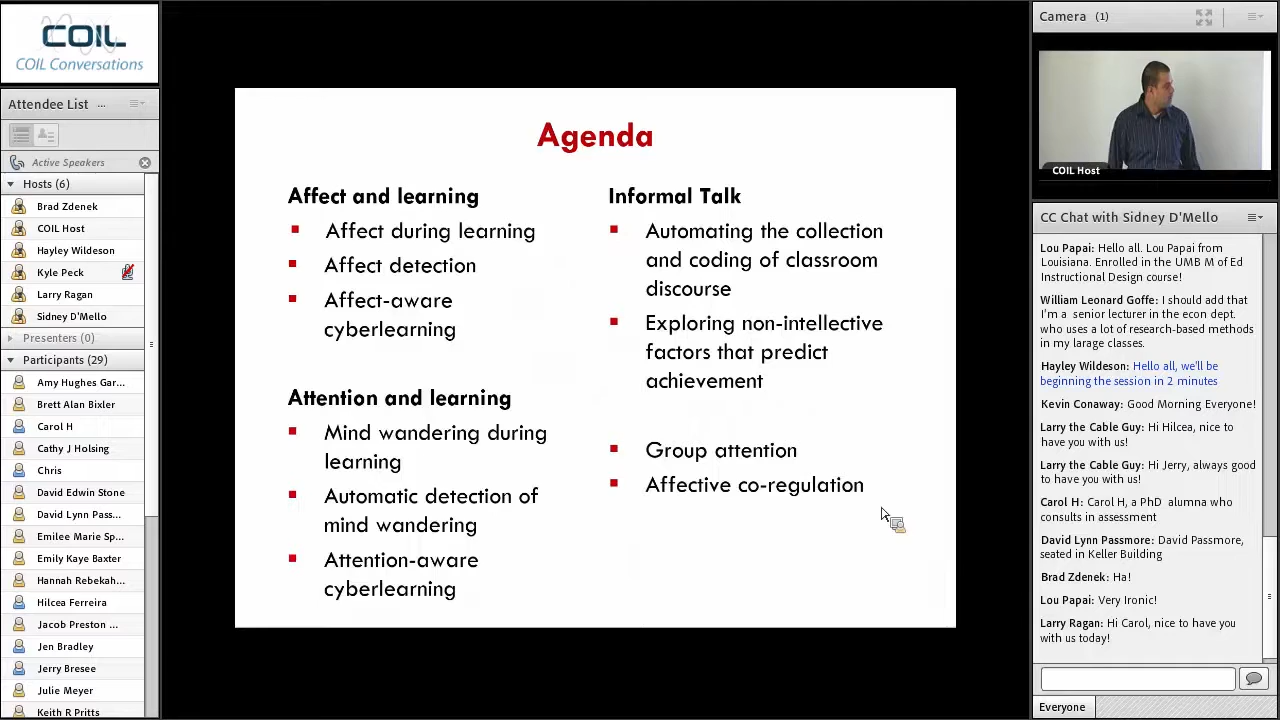 COIL
COIL Conversations
Attendee List ...
Active Speakers
Hosts (6)
Brad Zdenek
COIL Host
Hayley Wildeson
Kyle Peck
Larry Ragan
Sidney D'Mello
Presenters (0)
Participants (29)
Amy Hughes Gar...
Brett Alan Bixler
Carol H
Cathy J Holsing
Chris
David Edwin Stone
David Lynn Pass...
Emilee Marie Sp...
Emily Kaye Baxter
Hannah Rebekah...
Hilcea Ferreira
Jacob Preston ...
Jen Bradley
Jerry Bresee
Julie Meyer
Keith R Pritts
Agenda
Affect and learning
Affect during learning
Affect detection
Affect-aware
cyberlearning
Attention and learning
Mind wandering during
learning
Automatic detection of
mind wandering
Attention-aware
cyberlearning
Informal Talk
Automating the collection
and coding of classroom
discourse
Exploring non-intellective
factors that predict
achievement
Group attention
Affective co-regulation
Camera (1)
COIL Host
CC Chat with Sidney D'Mello
Lou Papai: Hello all. Lou Papai from
Louisiana. Enrolled in the UMB M of Ed
Instructional Design course!
William Leonard Goffe: I should add that
I'm a senior lecturer in the econ dept.
who uses a lot of research-based methods
in my larage classes.
Hayley Wildeson: Hello all, we'll be
beginning the session in 2 minutes
Kevin Conaway: Good Morning Everyone!
Larry the Cable Guy: Hi Hilcea, nice to
have you with us!
Larry the Cable Guy: Hi Jerry, always good
to have you with us!
Carol H: Carol H, a PhD alumna who
consults in assessment
David Lynn Passmore: David Passmore,
seated in Keller Building
Brad Zdenek: Ha!
Lou Papai: Very Ironic!
Larry Ragan: Hi Carol, nice to have you
with us today!
Everyone